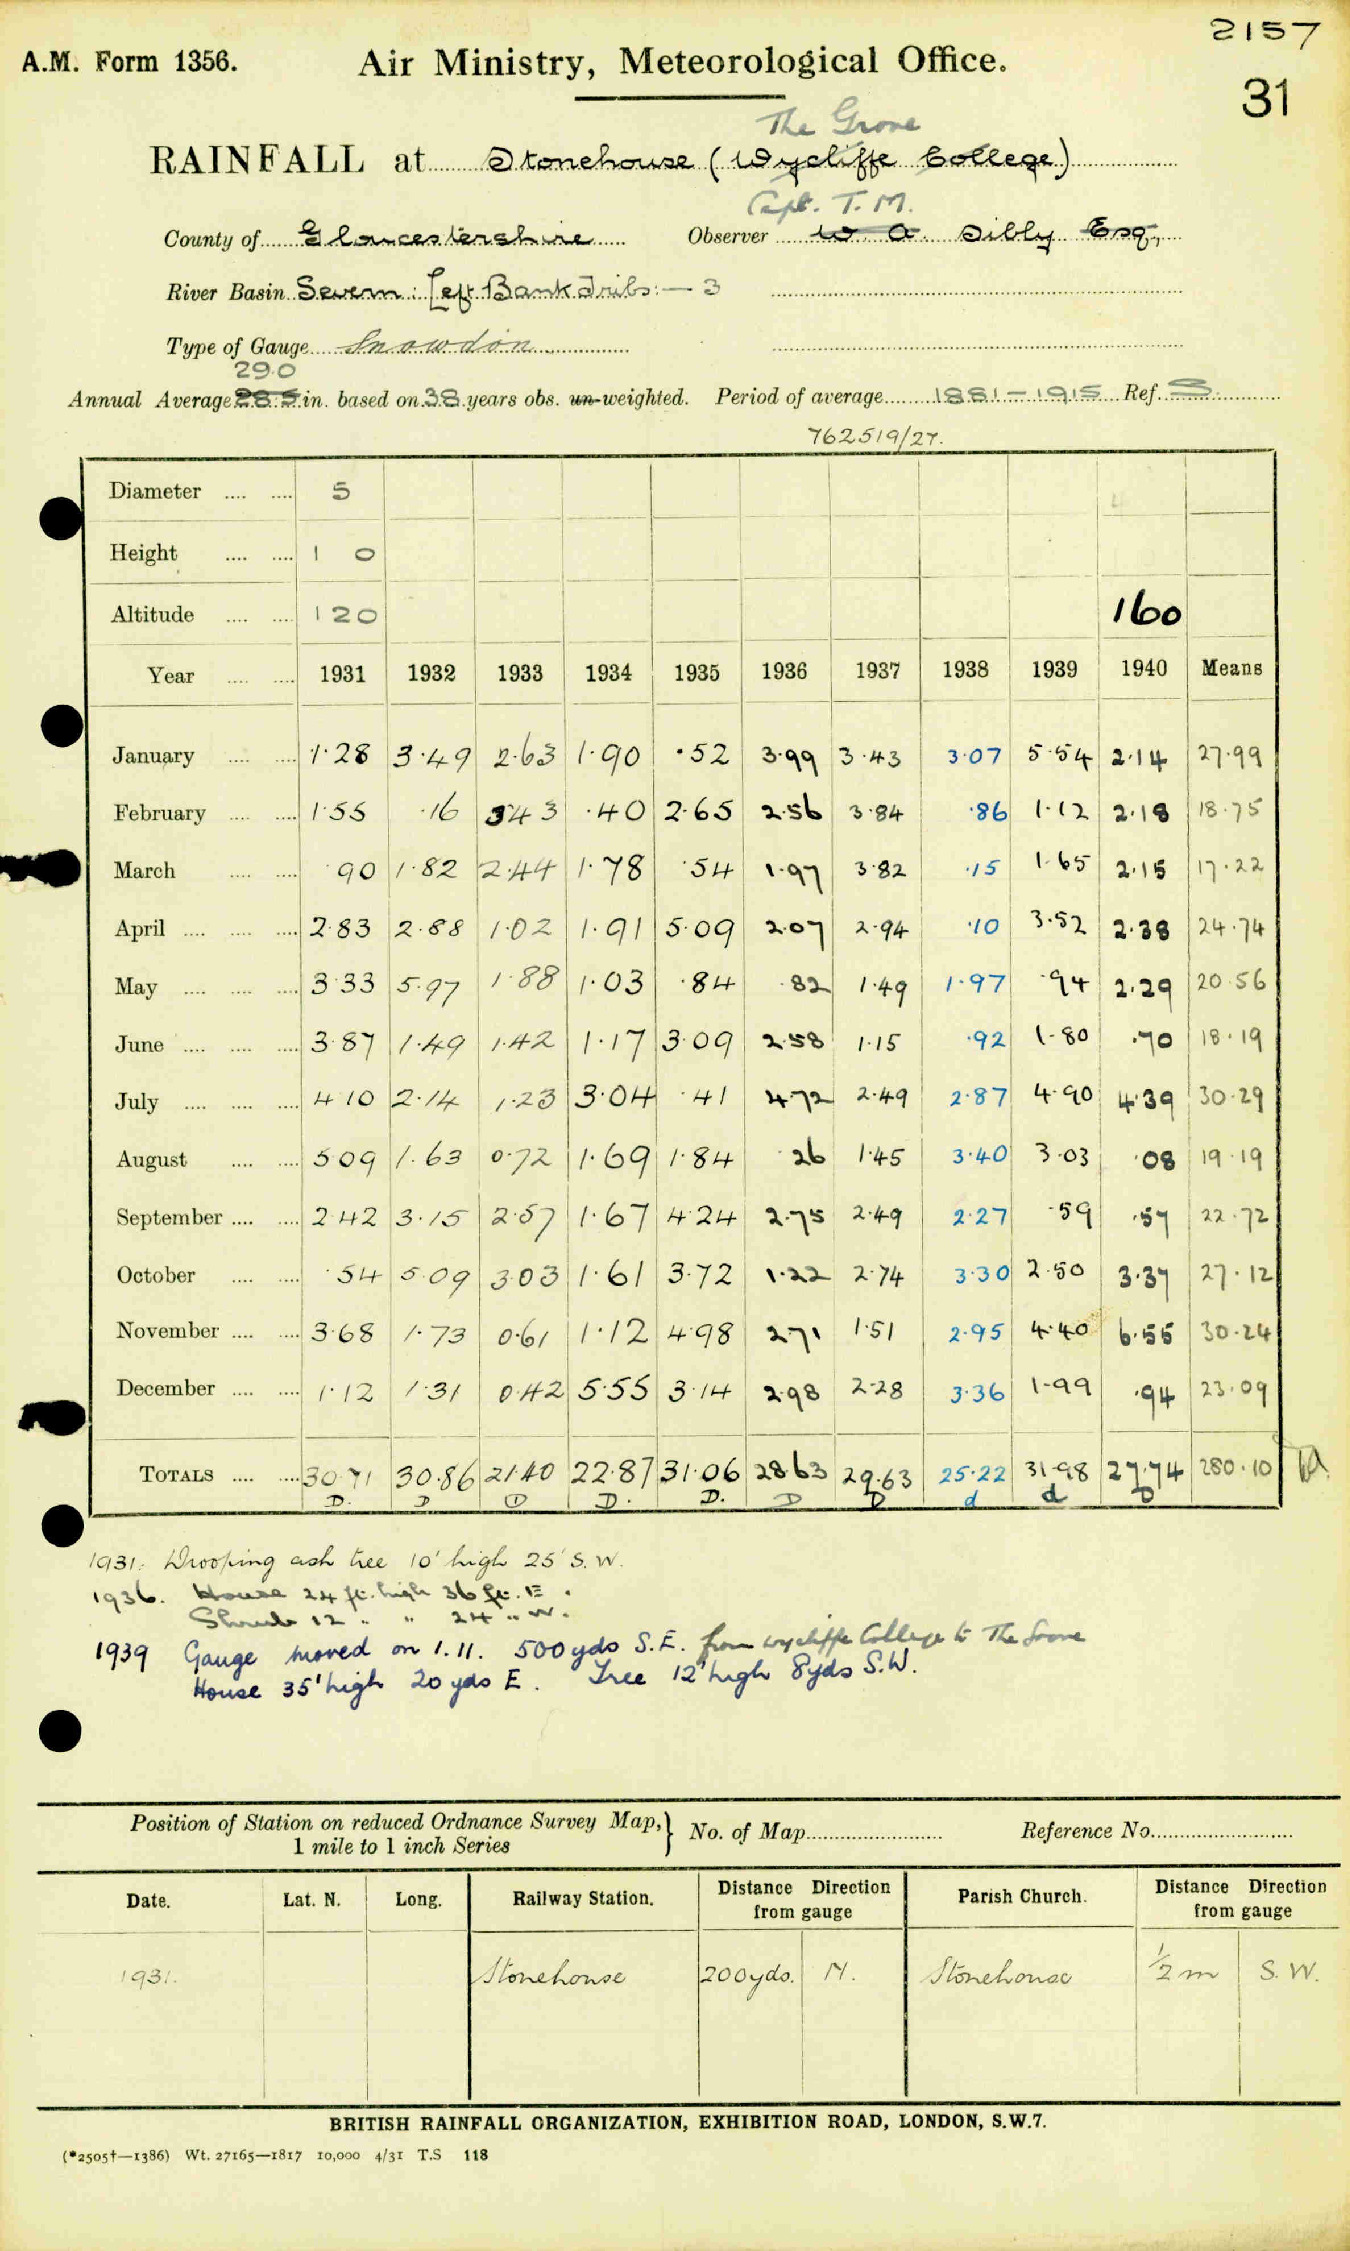 2157
A.M. Form 1356. Air Ministry, Meteorological Office.
31
The Grove
RAINFALL at Stonehouse (Wycliffe College)
Capt. T. M.
County of Gloucestershire Observer W. A. Sibly Esq.,
River Basin Severn: Left Bank Tribs:— 3
Type of Gauge Snowdon
29.0
Annual Average 28.5 in. based on 38 years obs. un-weighted. Period of average 1881-1915 Ref. S
762519/27.
Diameter .... .... 5
Height .... .... 1 0
Altitude .... .... 120 160
Year .... .... 1931 1932 1933 1934 1935 1936 1937 1938 1939 1940 Means
January .... .... 1.28 3.49 2.63 1.90 .52 3.99 3.43 3.07 5.54 2.14 27.99
February .... .... 1.55 .16 3.43 .40 2.65 2.56 3.84 .86 1.12 2.18 18.75
March .... .... .90 1.82 2.44 1.78 .54 1.97 3.82 .15 1.65 2.15 17.22
April .... .... .... 2.83 2.88 1.02 1.91 5.09 2.07 2.94 .10 3.52 2.38 24.74
May .... .... .... 3.33 5.97 1.88 1.03 .84 .82 1.49 1.97 .94 2.29 20.56
June .... .... .... 3.87 1.49 1.42 1.17 3.09 2.58 1.15 .92 1.80 .70 18.19
July .... .... .... 4.10 2.14 1.23 3.04 .41 4.72 2.49 2.87 4.90 4.39 30.29
August .... .... 5.09 1.63 0.72 1.69 1.84 .26 1.45 3.40 3.03 .08 19.19
September .... .... 2.42 3.15 2.57 1.67 4.24 2.75 2.49 2.27 .59 .57 22.72
October .... .... .54 5.09 3.03 1.61 3.72 1.22 2.74 3.30 2.50 3.37 27.12
November .... .... 3.68 1.73 0.61 1.12 4.98 2.71 1.51 2.95 4.40 6.55 30.24
December .... .... 1.12 1.31 0.42 5.55 3.14 2.98 2.28 3.36 1.99 .94 23.09
TOTALS .... .... 30.71 30.86 21.40 22.87 31.06 28.63 29.63 25.22 31.98 27.74 280.10
D. D D D. D. D D d d D
1931: Drooping ash tree 10' high 25' S.W.
1936. House 24 ft. high 36 ft. E.
Shrub 12 " " 24 " W.
1939 Gauge moved on 1.11. 500 yds S.E. from Wycliffe College to The Grove
House 35' high 20 yds E. Tree 12' high 8 yds S.W.
Position of Station on reduced Ordnance Survey Map,} No. of Map Reference No.
1 mile to 1 inch Series
Date. Lat. N. Long. Railway Station. Distance Direction from gauge Parish Church. Distance Direction from gauge
1931. Stonehouse 200 yds. N. Stonehouse 1/2 m S.W.
BRITISH RAINFALL ORGANIZATION, EXHIBITION ROAD, LONDON, S.W.7.
(*2505†—1386) Wt. 27165—1817 10,000 4/31 T.S 118